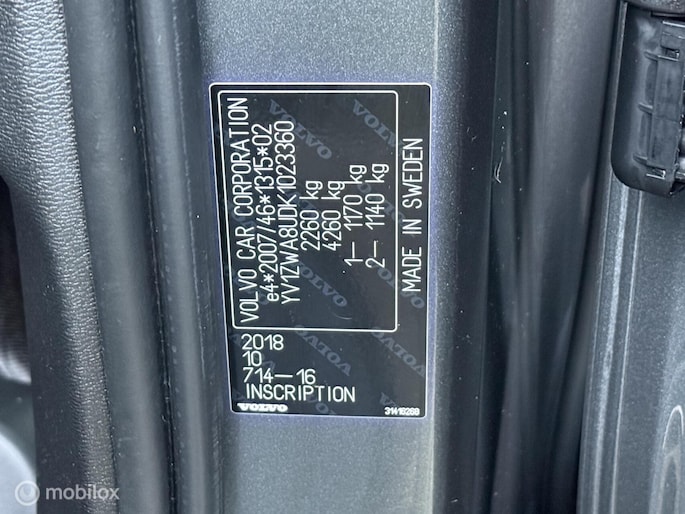 VOLVO CAR CORPORATION
e4*2007/46*1315*02
YV1ZWA8UDK1023360
2260 kg
4260 kg
1— 1170 kg
2— 1140 kg
MADE IN SWEDEN
2018
10
714—16
INSCRIPTION
VOLVO
31416268
mobilox